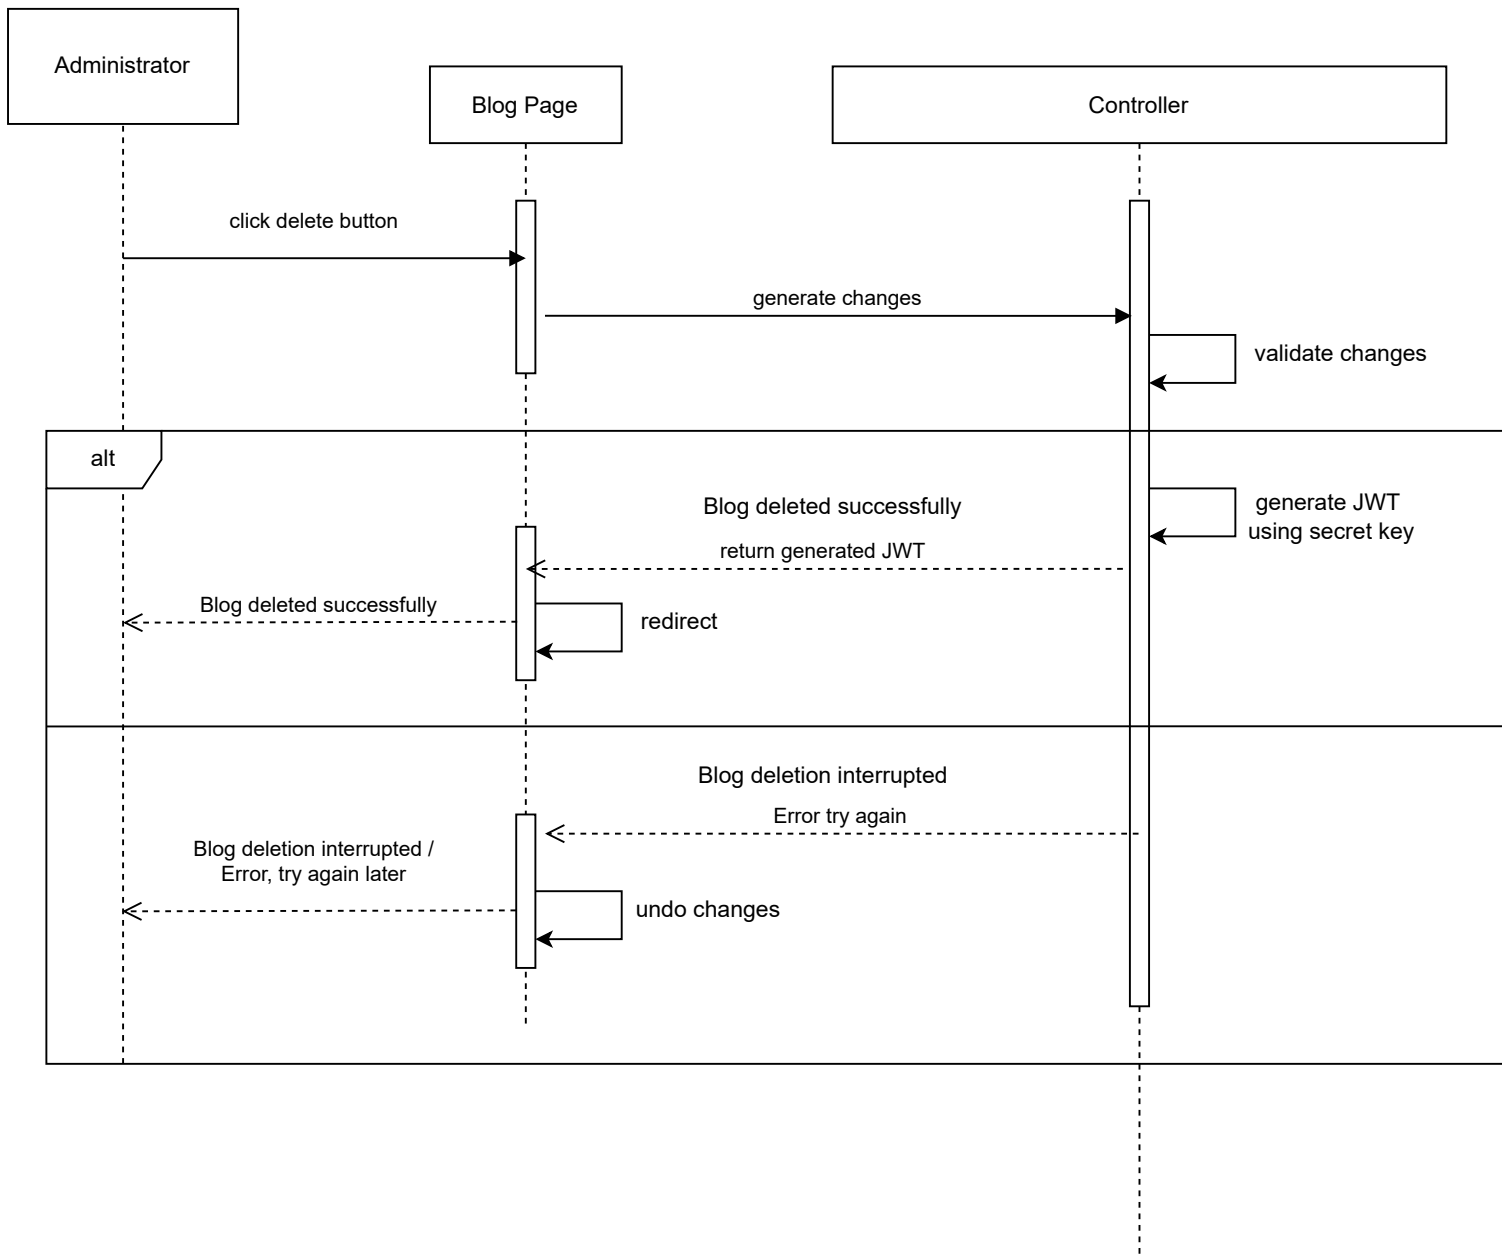 Administrator
Blog Page
Controller
click delete button
generate changes
validate changes
alt
generate JWT
using secret key
Blog deleted successfully
return generated JWT
Blog deleted successfully
redirect
Blog deletion interrupted
Error try again
Blog deletion interrupted /
Error, try again later
undo changes